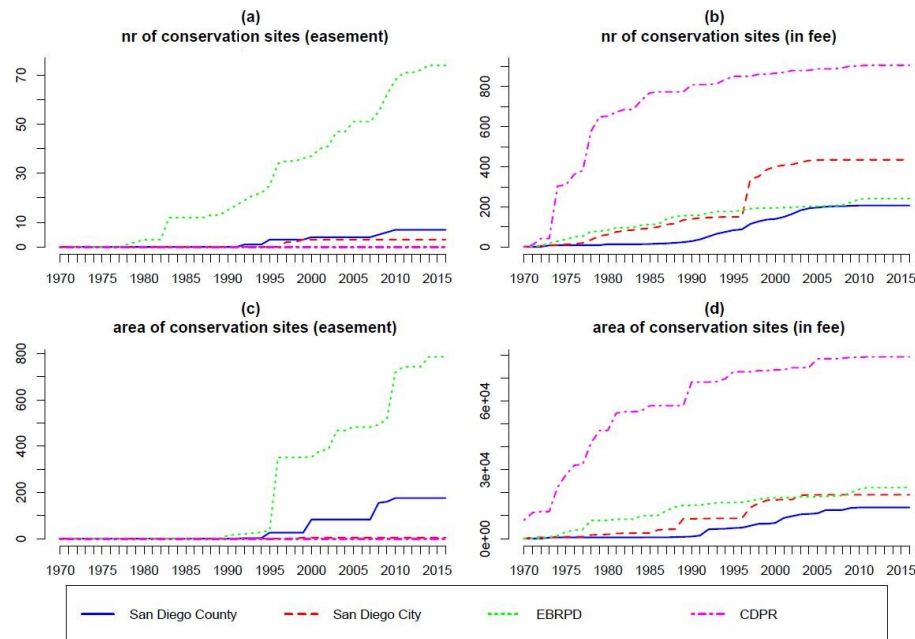 (a)
nr of conservation sites (easement)
70
50
30
10
0
1970 1975 1980 1985 1990 1995 2000 2005 2010 2015
(b)
nr of conservation sites (in fee)
800
600
400
200
0
1970 1975 1980 1985 1990 1995 2000 2005 2010 2015
(c)
area of conservation sites (easement)
800
600
400
200
0
1970 1975 1980 1985 1990 1995 2000 2005 2010 2015
(d)
area of conservation sites (in fee)
6e+04
3e+04
0e+00
1970 1975 1980 1985 1990 1995 2000 2005 2010 2015
San Diego County San Diego City EBRPD CDPR